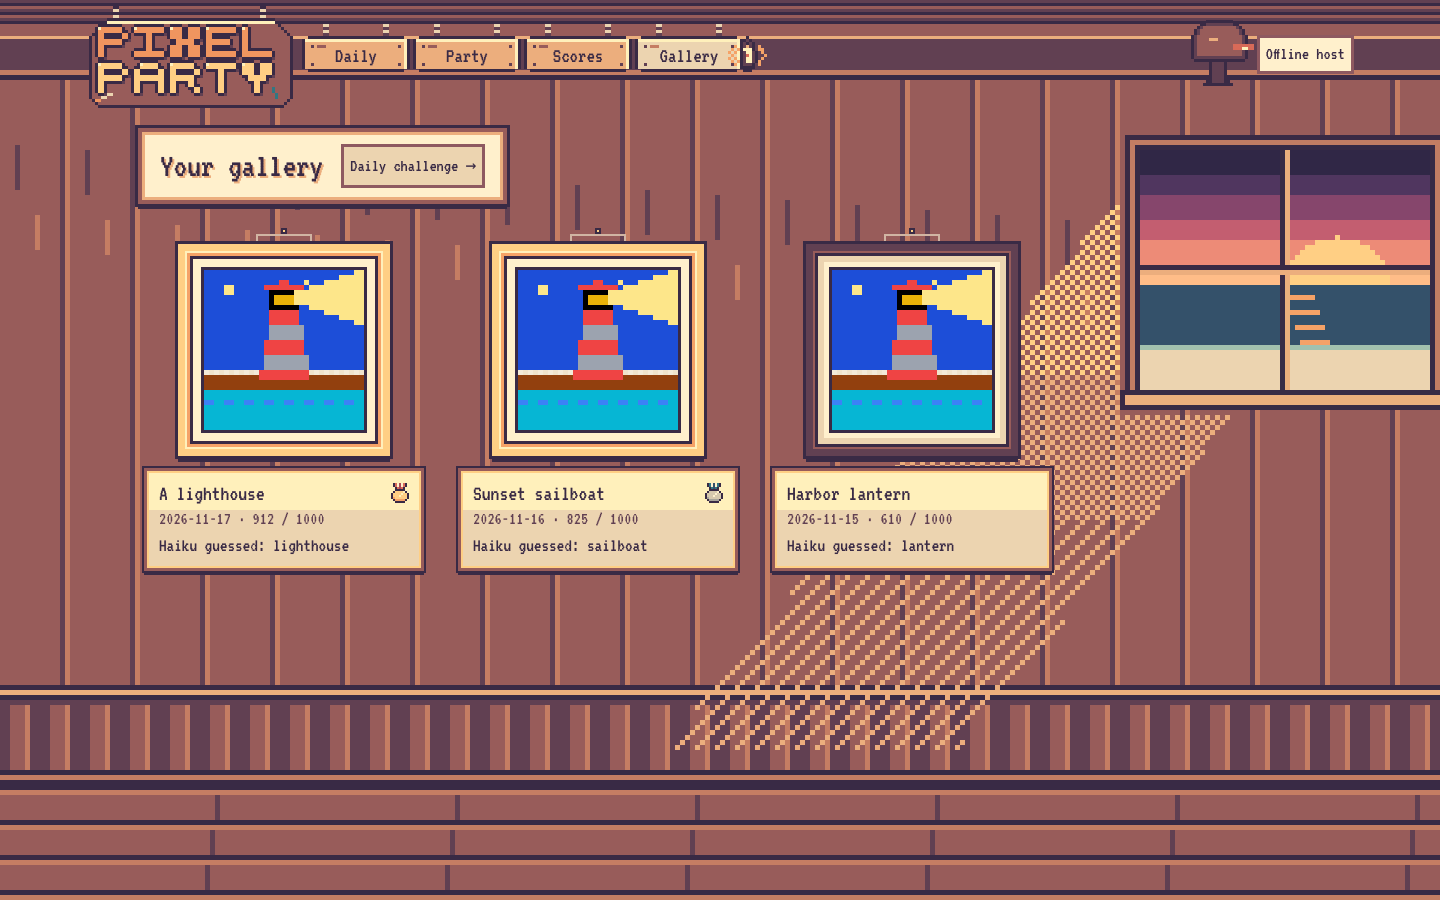 PIXEL
PARTY
Daily
Party
Scores
Gallery
Offline host
Your gallery
Daily challenge →
A lighthouse
2026-11-17 · 912 / 1000
Haiku guessed: lighthouse
Sunset sailboat
2026-11-16 · 825 / 1000
Haiku guessed: sailboat
Harbor lantern
2026-11-15 · 610 / 1000
Haiku guessed: lantern